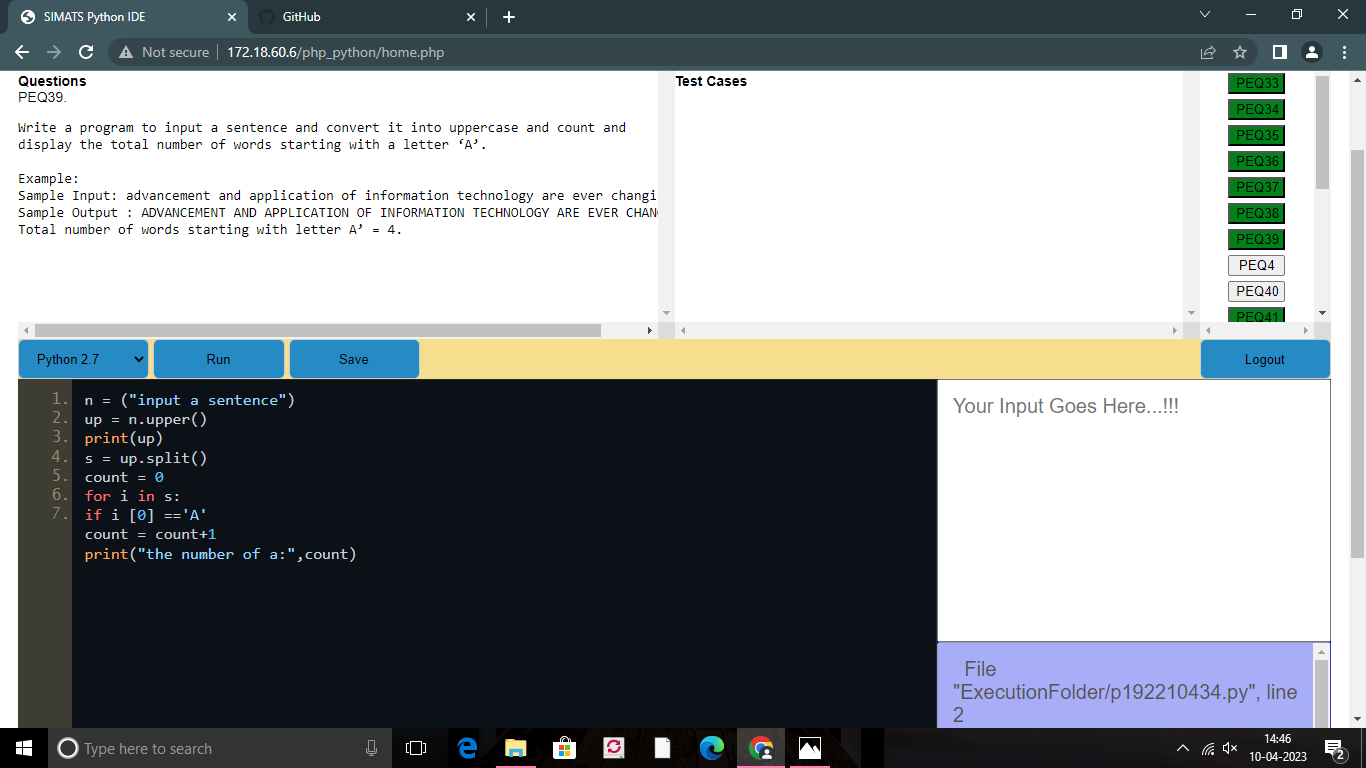 SIMATS Python IDE
GitHub
Not secure
172.18.60.6/php_python/home.php
Questions
PEQ39.
Write a program to input a sentence and convert it into uppercase and count and
display the total number of words starting with a letter ‘A’.
Example:
Sample Input: advancement and application of information technology are ever changi
Sample Output : ADVANCEMENT AND APPLICATION OF INFORMATION TECHNOLOGY ARE EVER CHAN
Total number of words starting with letter A’ = 4.
Test Cases
PEQ33
PEQ34
PEQ35
PEQ36
PEQ37
PEQ38
PEQ39
PEQ4
PEQ40
PEQ41
Python 2.7
Run
Save
Logout
1. n = ("input a sentence")
2. up = n.upper()
3. print(up)
4. s = up.split()
5. count = 0
6. for i in s:
7. if i [0] =='A'
count = count+1
print("the number of a:",count)
Your Input Goes Here...!!!
File
"ExecutionFolder/p192210434.py", line
2
Type here to search
14:46
10-04-2023
2